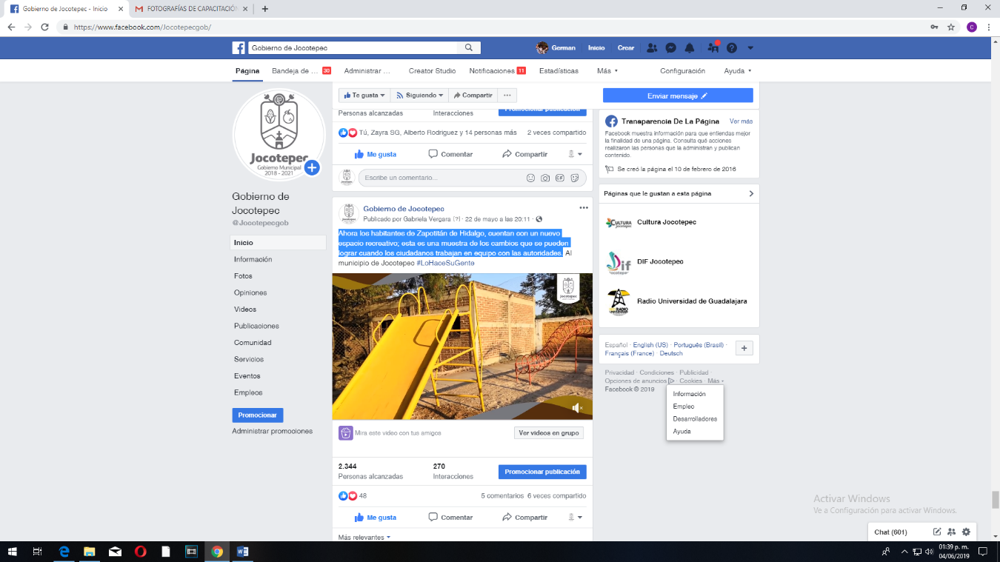 Gobierno de Jocotepec - Inicio
FOTOGRAFÍAS DE CAPACITACIÓN
https://www.facebook.com/Jocotepecgob/
C
Gobierno de Jocotepec
German Inicio Crear
Página Bandeja de ... 30 Administrar ... Creator Studio Notificaciones 11 Estadísticas Más Configuración Ayuda
Te gusta Siguiendo Compartir ...
Enviar mensaje
Jocotepec
Gobierno Municipal
2018 - 2021
Gobierno de
Jocotepec
@Jocotepecgob
Inicio
Información
Fotos
Opiniones
Videos
Publicaciones
Comunidad
Servicios
Eventos
Empleos
Promocionar
Administrar promociones
Personas alcanzadas Interacciones Promocionar publicación
Tú, Zayra SG, Alberto Rodriguez y 14 personas más 2 veces compartido
Me gusta Comentar Compartir
Escribe un comentario...
GIF
Gobierno de Jocotepec
Publicado por Gabriela Vergara [?] · 22 de mayo a las 20:11 ·
Ahora los habitantes de Zapotitán de Hidalgo, cuentan con un nuevo
espacio recreativo; esta es una muestra de los cambios que se pueden
lograr cuando los ciudadanos trabajan en equipo con las autoridades. Al
municipio de Jocotepec #LoHaceSuGente
Jocotepec
Mira este video con tus amigos Ver videos en grupo
2.344 270
Personas alcanzadas Interacciones Promocionar publicación
48 5 comentarios 6 veces compartido
Me gusta Comentar Compartir
Más relevantes
Transparencia De La Página Ver más
Facebook muestra información para que entiendas mejor
la finalidad de una página. Consulta qué acciones
realizaron las personas que la administran y publican
contenido.
Se creó la página el 10 de febrero de 2016
Páginas que le gustan a esta página
Cultura Jocotepec
DIF Jocotepec
Radio Universidad de Guadalajara
Español · English (US) · Português (Brasil) ·
Français (France) · Deutsch
Privacidad · Condiciones · Publicidad ·
Opciones de anuncios · Cookies · Más
Facebook © 2019
Información
Empleo
Desarrolladores
Ayuda
Activar Windows
Ve a Configuración para activar Windows.
Chat (601)
01:39 p. m.
04/06/2019